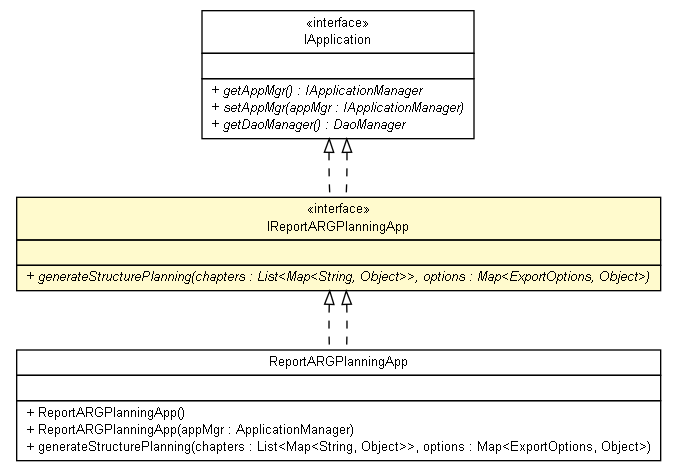 «interface»
IApplication
+ getAppMgr() : IApplicationManager
+ setAppMgr(appMgr : IApplicationManager)
+ getDaoManager() : DaoManager
«interface»
IReportARGPlanningApp
+ generateStructurePlanning(chapters : List<Map<String, Object>>, options : Map<ExportOptions, Object>)
ReportARGPlanningApp
+ ReportARGPlanningApp()
+ ReportARGPlanningApp(appMgr : ApplicationManager)
+ generateStructurePlanning(chapters : List<Map<String, Object>>, options : Map<ExportOptions, Object>)